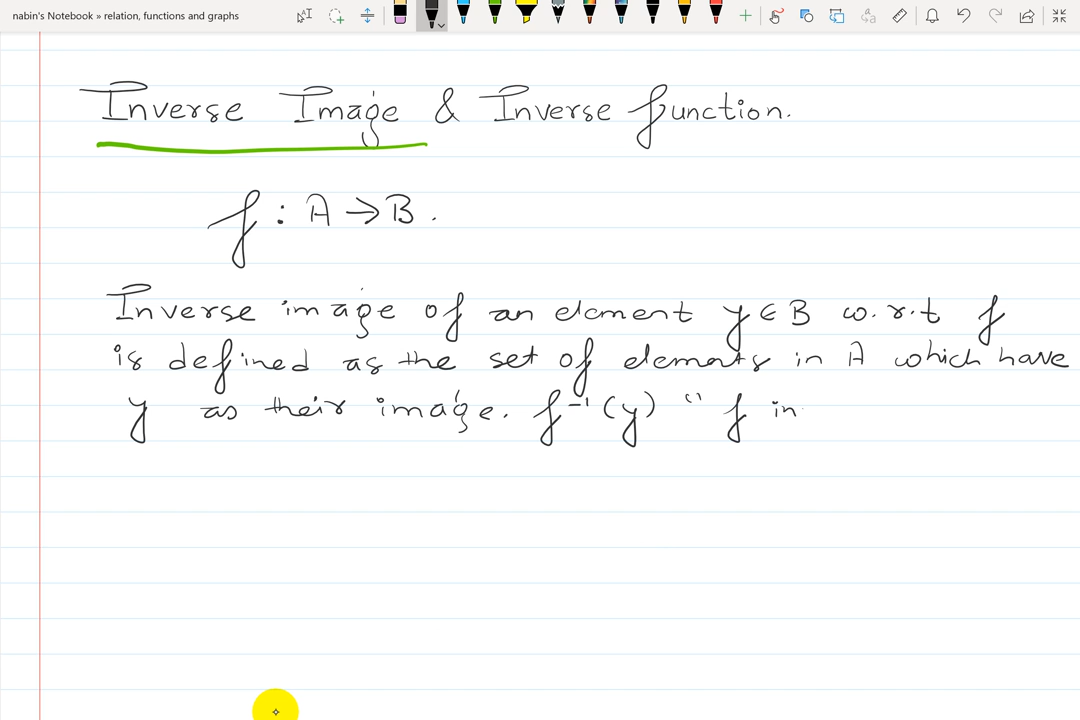 nabin's Notebook » relation, functions and graphs
Inverse Image & Inverse function.
f : A → B.
Inverse image of an element y ∈ B w.r.t f
is defined as the set of elements in A which have
y as their image. f⁻¹(y) " f in